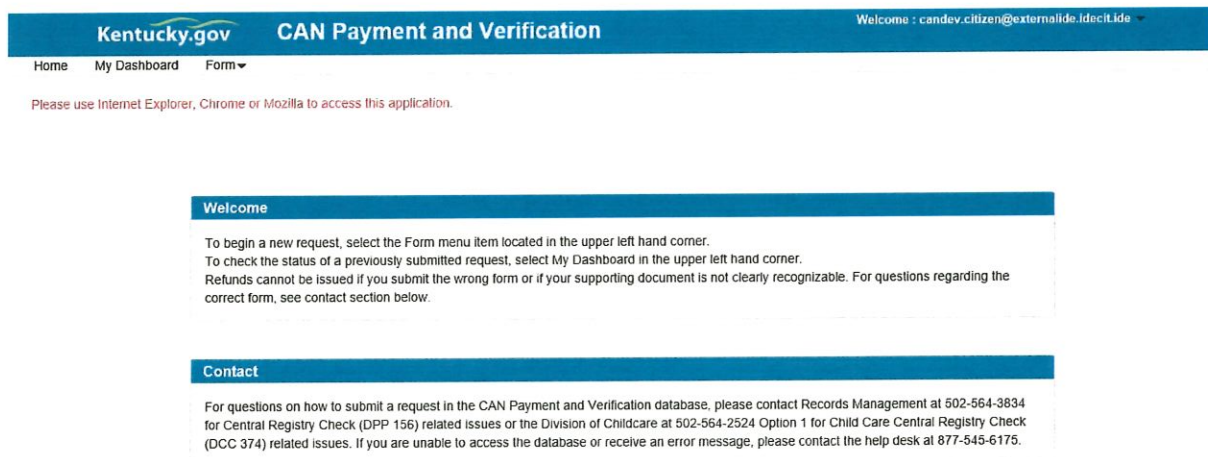 Kentucky.gov CAN Payment and Verification Welcome : candev.citizen@externalide.idecit.ide
Home My Dashboard Form
Please use Internet Explorer, Chrome or Mozilla to access this application.
Welcome
To begin a new request, select the Form menu item located in the upper left hand corner.
To check the status of a previously submitted request, select My Dashboard in the upper left hand corner.
Refunds cannot be issued if you submit the wrong form or if your supporting document is not clearly recognizable. For questions regarding the
correct form, see contact section below.
Contact
For questions on how to submit a request in the CAN Payment and Verification database, please contact Records Management at 502-564-3834
for Central Registry Check (DPP 156) related issues or the Division of Childcare at 502-564-2524 Option 1 for Child Care Central Registry Check
(DCC 374) related issues. If you are unable to access the database or receive an error message, please contact the help desk at 877-545-6175.